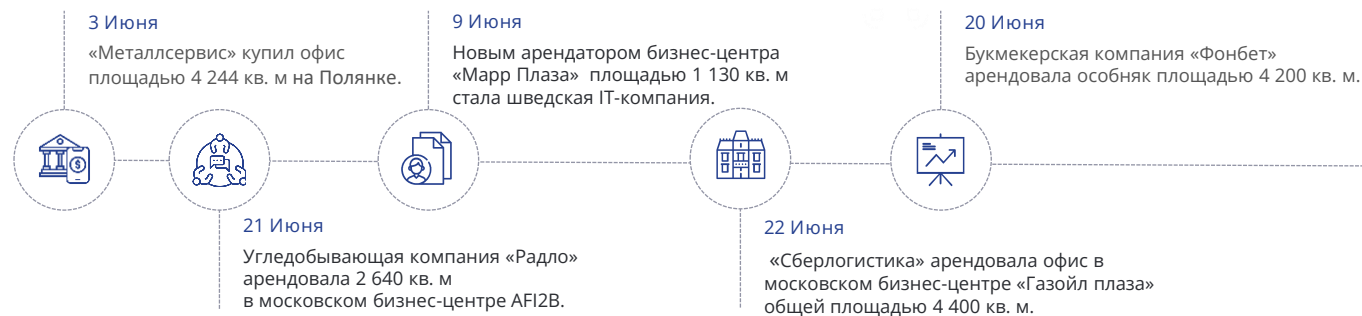 3 Июня
«Металлсервис» купил офис
площадью 4 244 кв. м на Полянке.
21 Июня
Угледобывающая компания «Радло»
арендовала 2 640 кв. м
в московском бизнес-центре AFI2B.
9 Июня
Новым арендатором бизнес-центра
«Марр Плаза» площадью 1 130 кв. м
стала шведская IT-компания.
22 Июня
«Сберлогистика» арендовала офис в
московском бизнес-центре «Газойл плаза»
общей площадью 4 400 кв. м.
20 Июня
Букмекерская компания «Фонбет»
арендовала особняк площадью 4 200 кв. м.